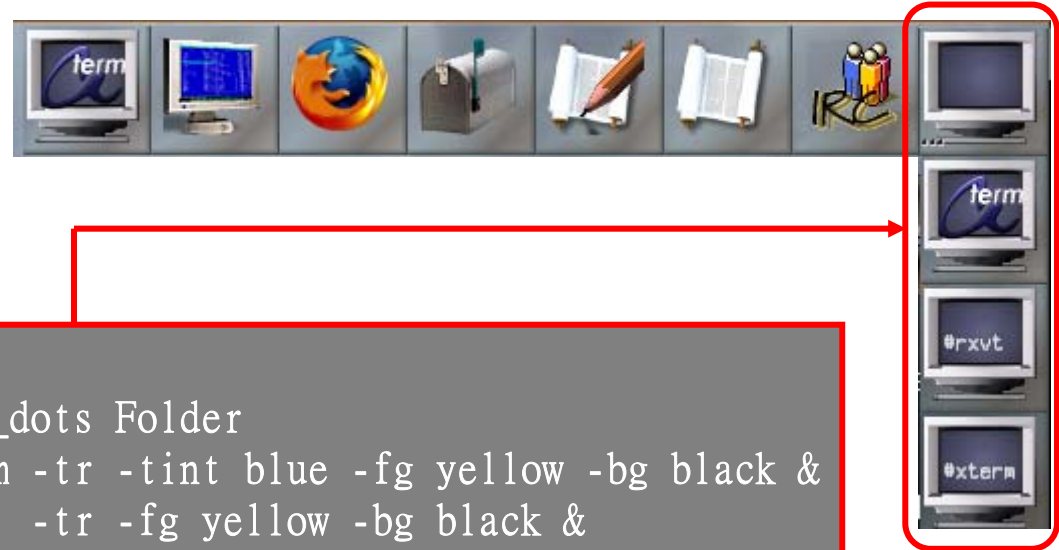 term
IRC
term
#rxvt
#xterm
_dots Folder
-tr -tint blue -fg yellow -bg black &
-tr -fg yellow -bg black &